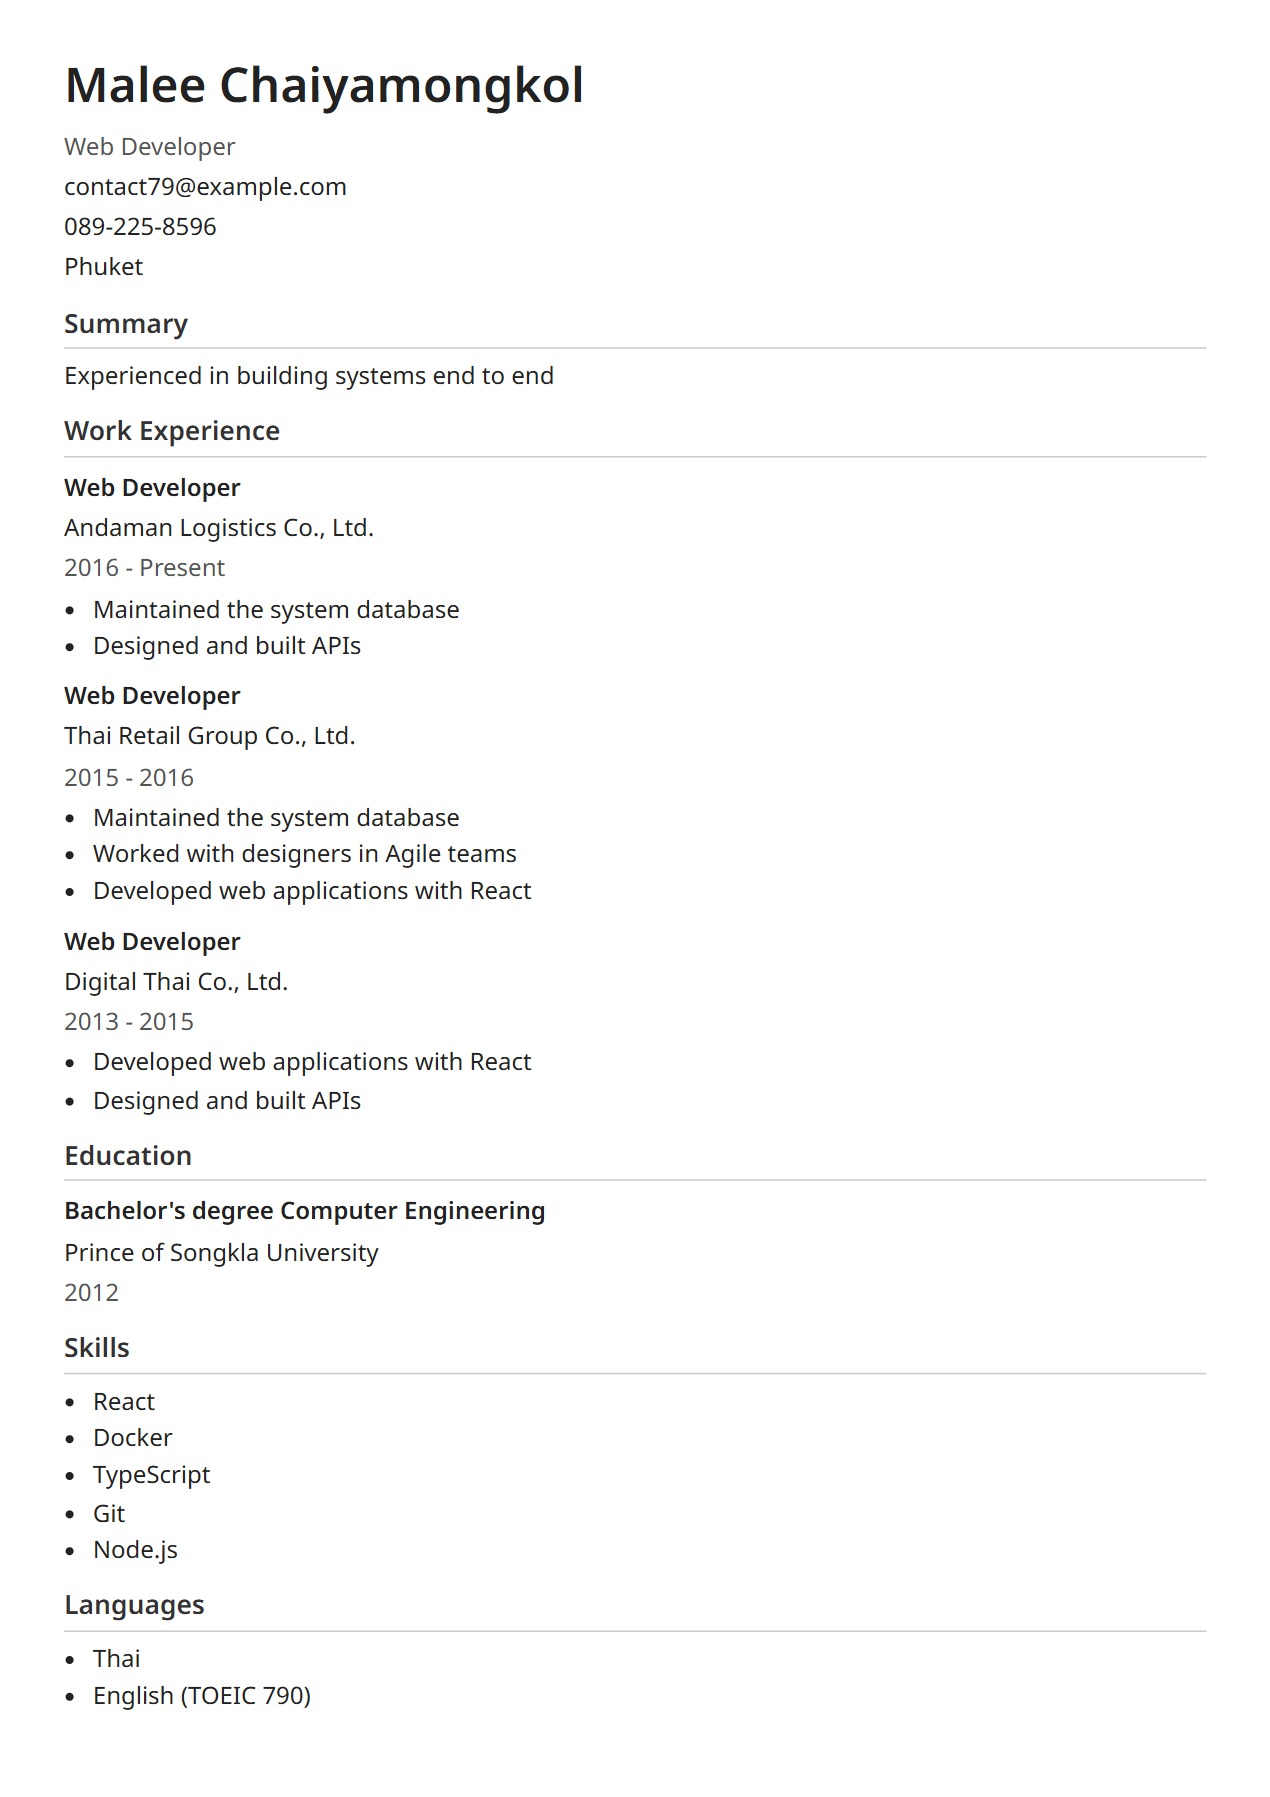 Malee Chaiyamongkol
Web Developer
contact79@example.com
089-225-8596
Phuket
Summary
Experienced in building systems end to end
Work Experience
Web Developer
Andaman Logistics Co., Ltd.
2016 - Present
• Maintained the system database
• Designed and built APIs
Web Developer
Thai Retail Group Co., Ltd.
2015 - 2016
• Maintained the system database
• Worked with designers in Agile teams
• Developed web applications with React
Web Developer
Digital Thai Co., Ltd.
2013 - 2015
• Developed web applications with React
• Designed and built APIs
Education
Bachelor's degree Computer Engineering
Prince of Songkla University
2012
Skills
• React
• Docker
• TypeScript
• Git
• Node.js
Languages
• Thai
• English (TOEIC 790)